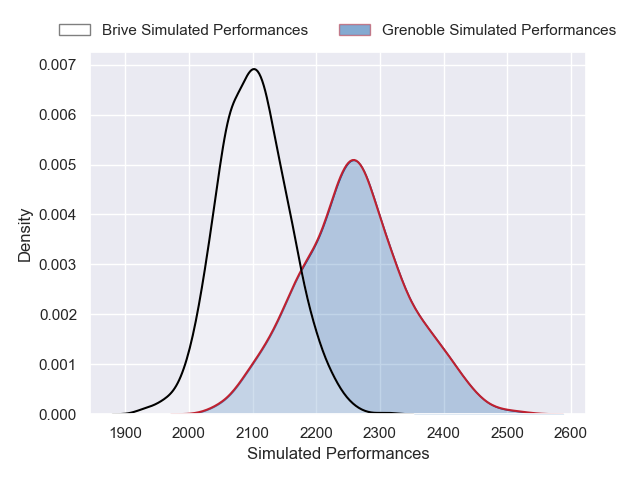 Brive Simulated Performances Grenoble Simulated Performances
0.007
0.006
0.005
0.004
0.003
0.002
0.001
0.000
Density
1900 2000 2100 2200 2300 2400 2500 2600
Simulated Performances